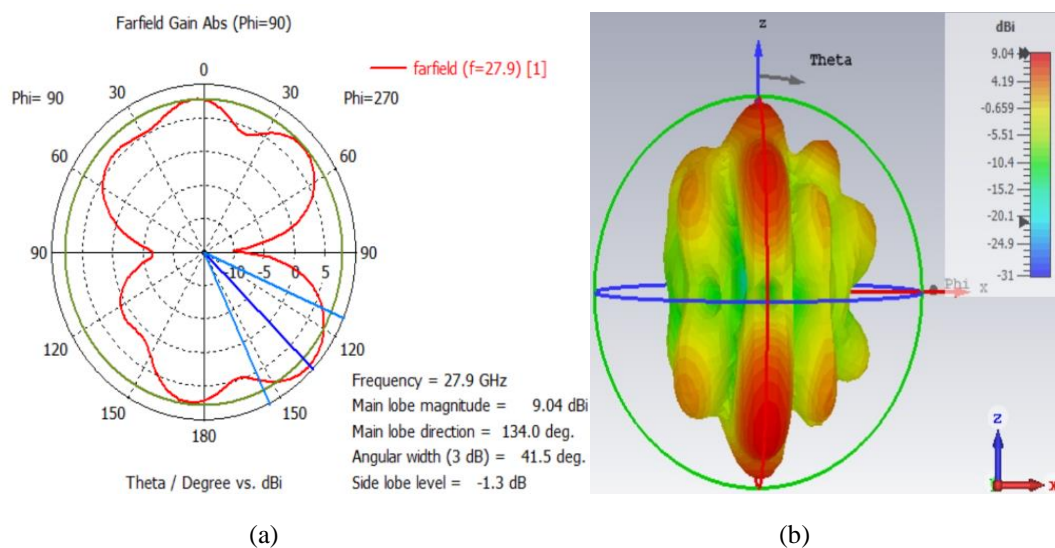 Farfield Gain Abs (Phi=90)
farfield (f=27.9) [1]
Phi= 90
30
0
30
Phi=270
60
60
90
-10
-5
0
5
90
120
120
150
150
180
Frequency = 27.9 GHz
Main lobe magnitude = 9.04 dBi
Main lobe direction = 134.0 deg.
Angular width (3 dB) = 41.5 deg.
Side lobe level = -1.3 dB
Theta / Degree vs. dBi
(a)
z
Theta
Phi
x
dBi
9.04
4.19
-0.659
-5.51
-10.4
-15.2
-20.1
-24.9
-31
z
x
(b)